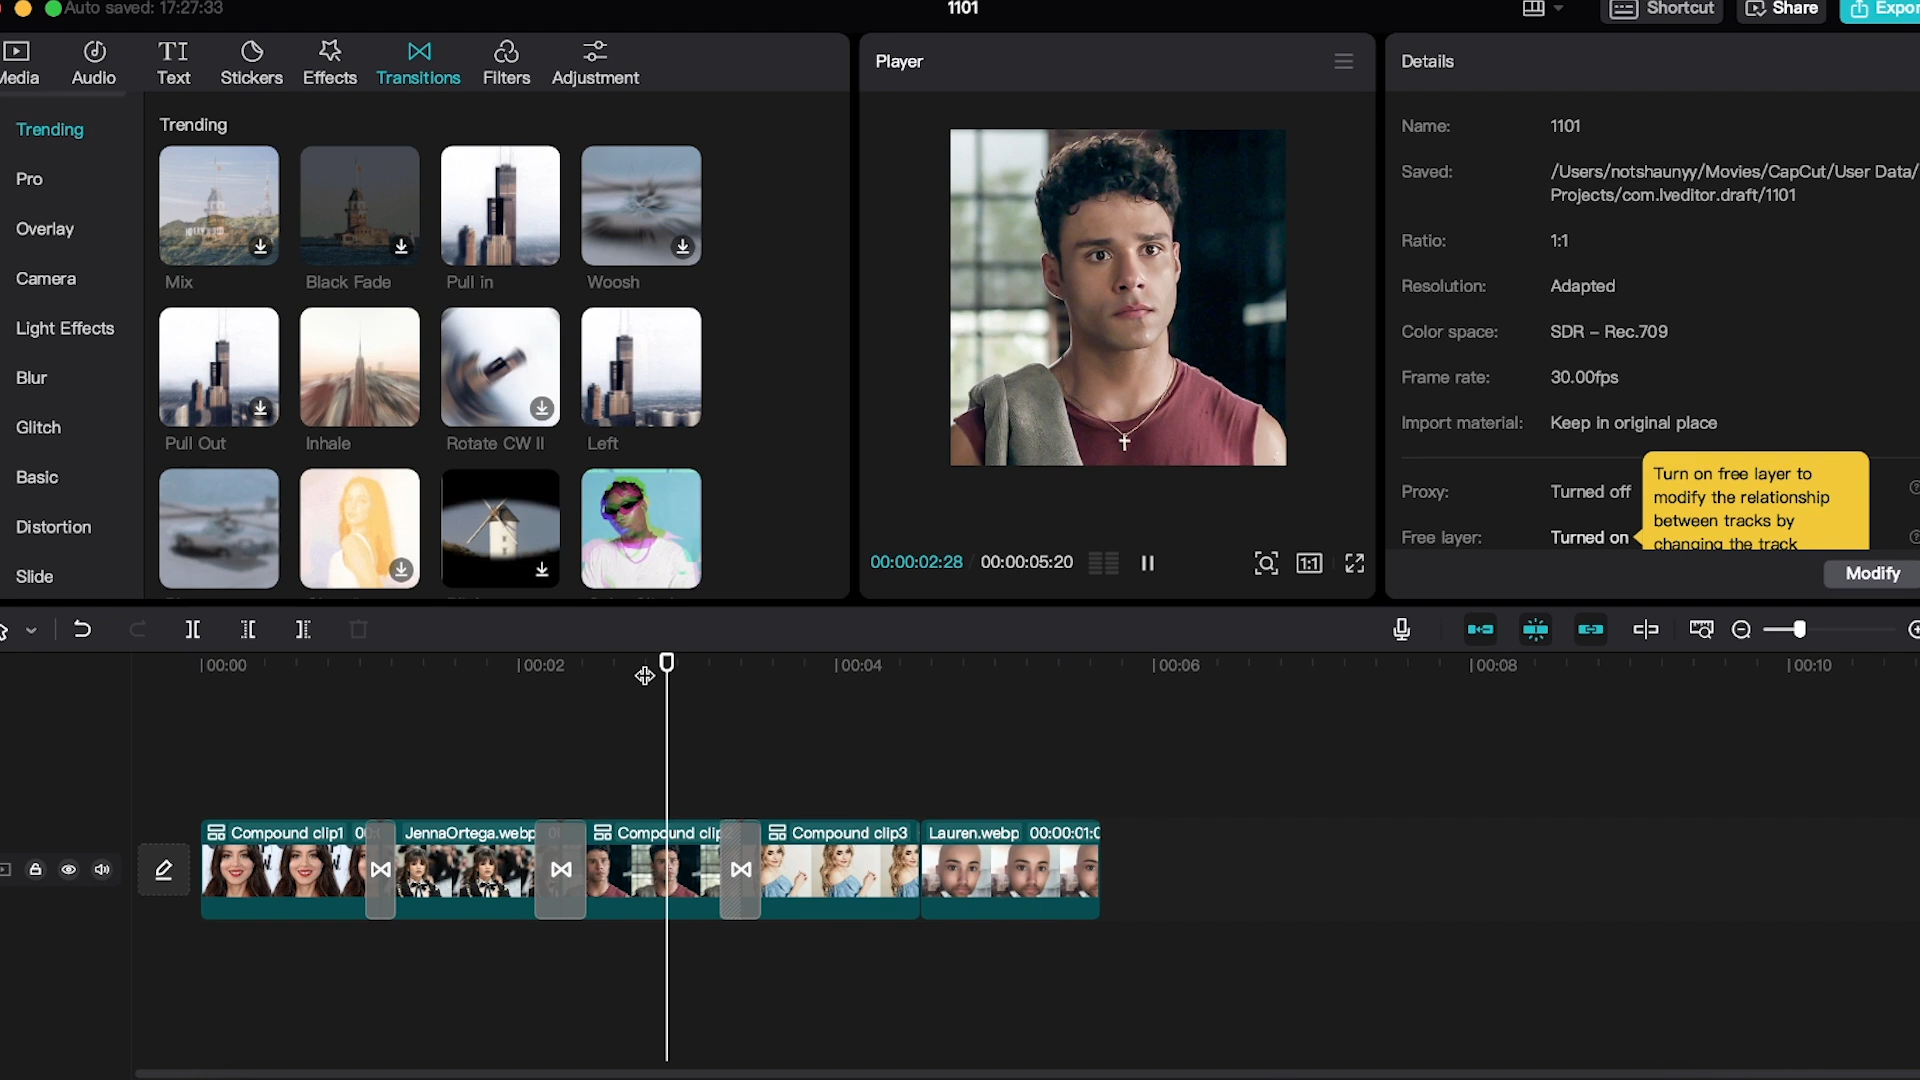 Auto saved: 17:27:33
1101
Shortcut
Share
Media
Audio
TI
Text
Stickers
Effects
Transitions
Filters
Adjustment
Player
Details
Trending
Pro
Overlay
Camera
Light Effects
Blur
Glitch
Basic
Distortion
Slide
Trending
Mix
Black Fade
Pull in
Woosh
Pull Out
Inhale
Rotate CW II
Left
00:00:02:28 / 00:00:05:20
1:1
Name: 1101
Saved: /Users/notshaunyy/Movies/CapCut/User Data/
Projects/com.lveditor.draft/1101
Ratio: 1:1
Resolution: Adapted
Color space: SDR – Rec.709
Frame rate: 30.00fps
Import material: Keep in original place
Proxy: Turned off
Free layer: Turned on
Turn on free layer to
modify the relationship
between tracks by
changing the track
Modify
00:00
00:02
00:04
00:06
00:08
00:10
Compound clip1
JennaOrtega.webp
Compound clip
Compound clip3
Lauren.webp 00:00:01:0